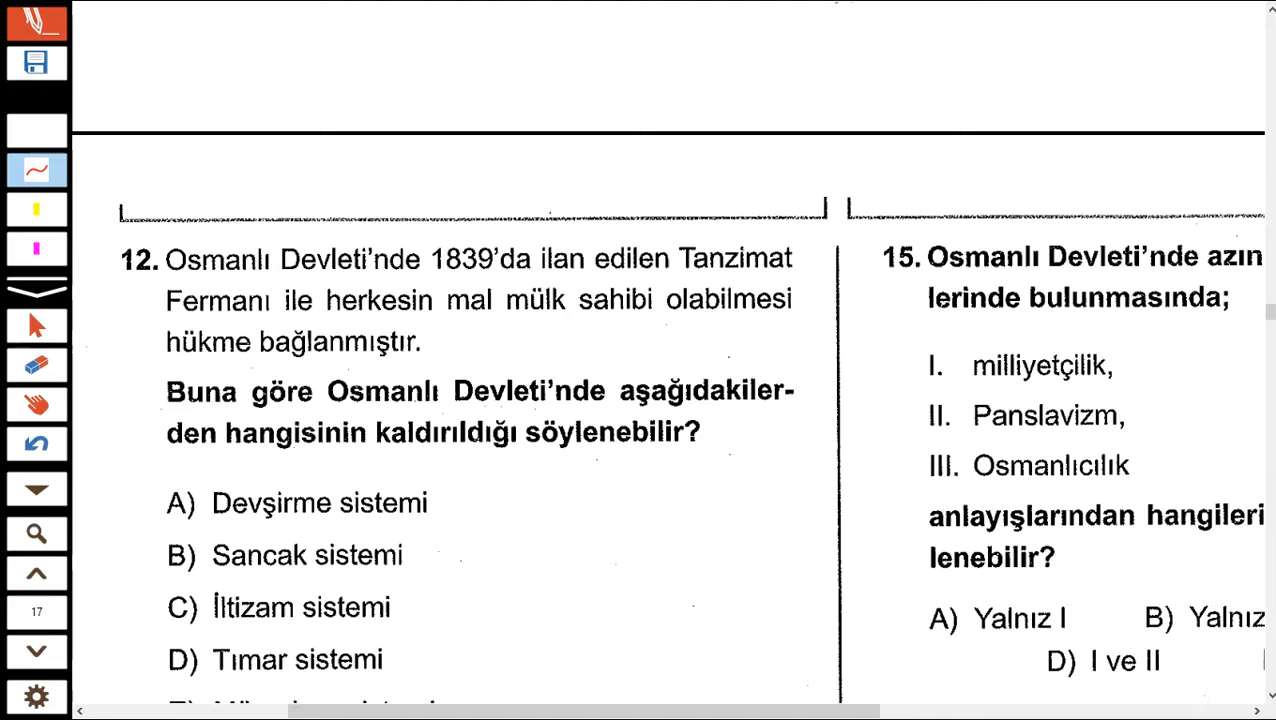 12. Osmanlı Devleti'nde 1839'da ilan edilen Tanzimat
Fermanı ile herkesin mal mülk sahibi olabilmesi
hükme bağlanmıştır.
Buna göre Osmanlı Devleti'nde aşağıdakiler-
den hangisinin kaldırıldığı söylenebilir?
A) Devşirme sistemi
B) Sancak sistemi
C) İltizam sistemi
D) Tımar sistemi
15. Osmanlı Devleti'nde azın
lerinde bulunmasında;
I. milliyetçilik,
II. Panslavizm,
III. Osmanlıcılık
anlayışlarından hangileri
lenebilir?
A) Yalnız I B) Yalnız
D) I ve II
17